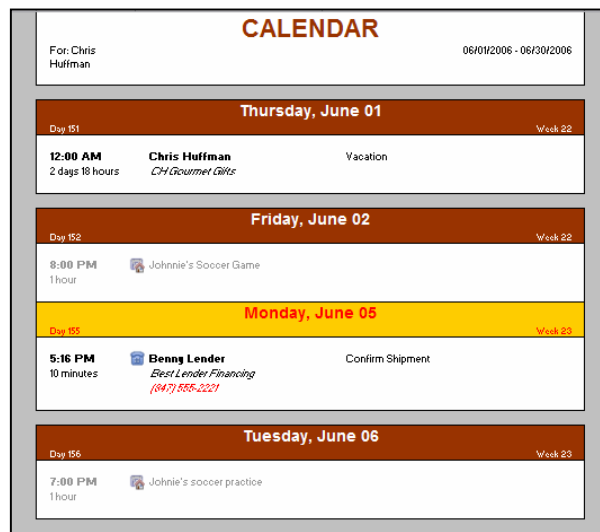 CALENDAR
For: Chris
Huffman
06/01/2006 - 06/30/2006
Thursday, June 01
Day 151
Week 22
12:00 AM Chris Huffman Vacation
2 days 18 hours CH Gourmet Gifts
Friday, June 02
Day 152
Week 22
8:00 PM Johnnie's Soccer Game
1 hour
Monday, June 05
Day 155
Week 23
5:16 PM Benny Lender Confirm Shipment
10 minutes Best Lender Financing
(847) 555-2221
Tuesday, June 06
Day 156
Week 23
7:00 PM Johnie's soccer practice
1 hour